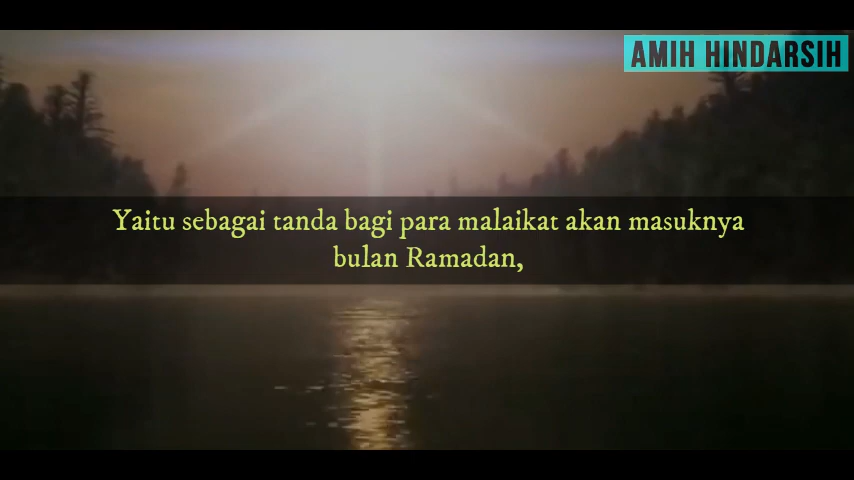 AMIH HINDARSIH
Yaitu sebagai tanda bagi para malaikat akan masuknya
bulan Ramadan,